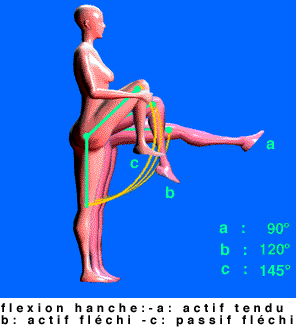 a
c
b
a : 90°
b : 120°
c : 145°
flexion hanche:-a: actif tendu
b: actif fléchi -c: passif fléchi